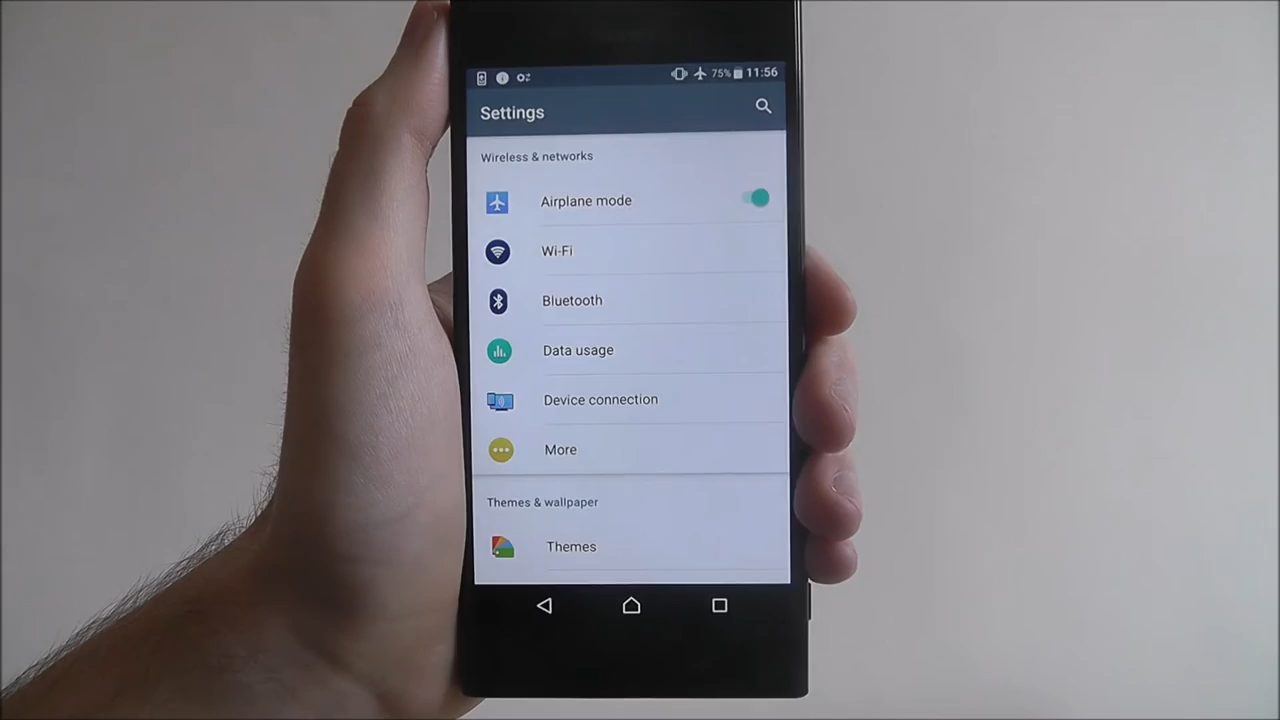 75% 11:56
Settings
Wireless & networks
Airplane mode
Wi-Fi
Bluetooth
Data usage
Device connection
More
Themes & wallpaper
Themes